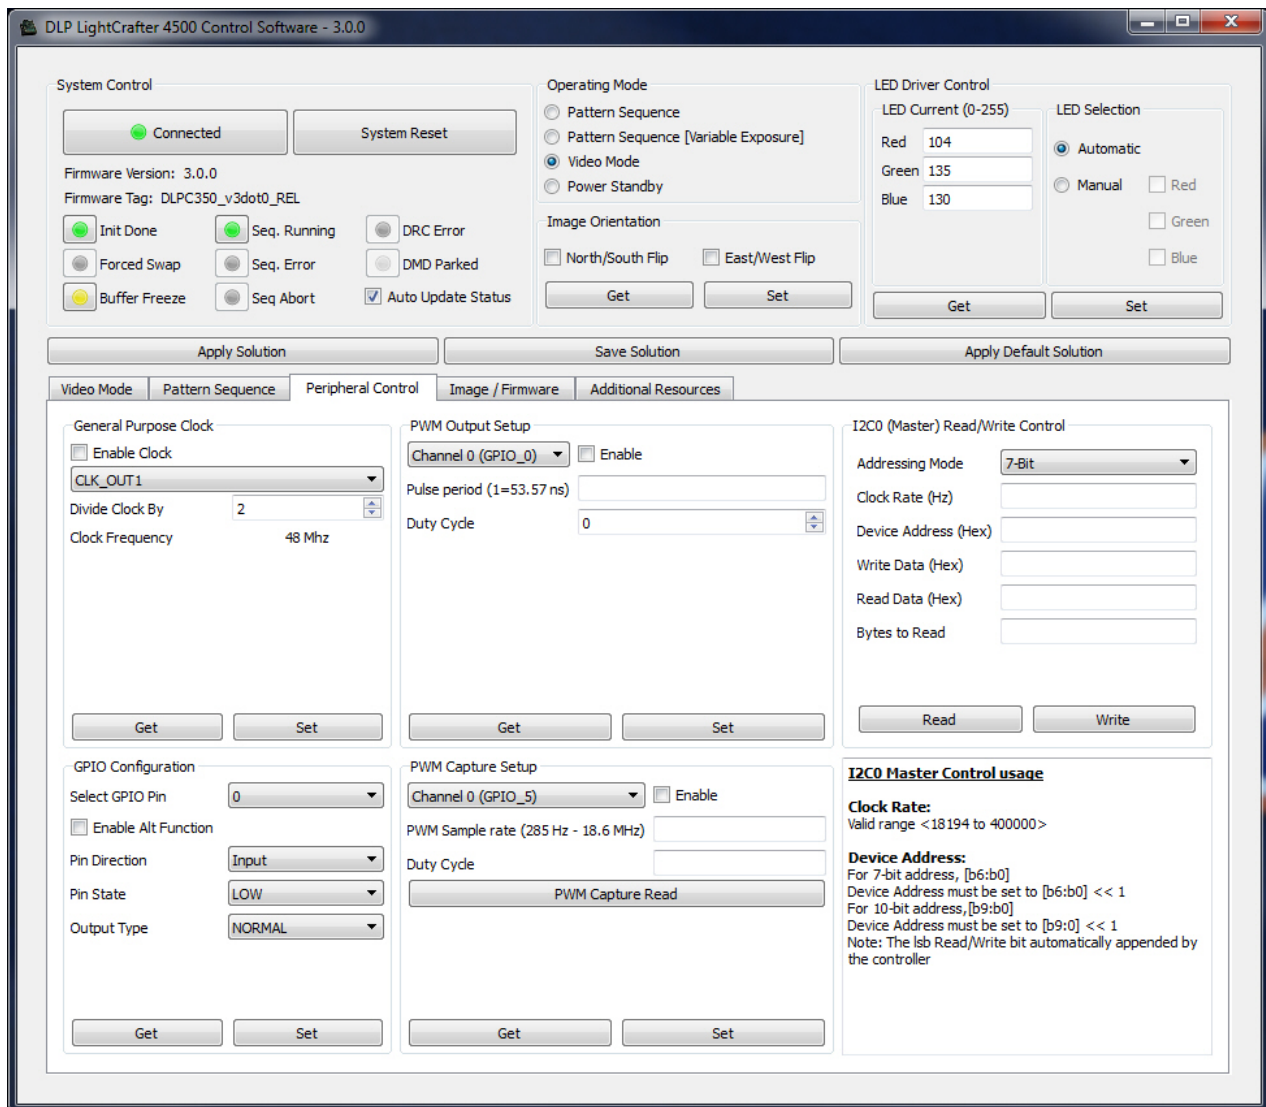 DLP LightCrafter 4500 Control Software - 3.0.0
System Control
Connected
System Reset
Firmware Version: 3.0.0
Firmware Tag: DLPC350_v3dot0_REL
Init Done
Seq. Running
DRC Error
Forced Swap
Seq. Error
DMD Parked
Buffer Freeze
Seq Abort
Auto Update Status
Operating Mode
Pattern Sequence
Pattern Sequence [Variable Exposure]
Video Mode
Power Standby
Image Orientation
North/South Flip
East/West Flip
Get
Set
LED Driver Control
LED Current (0-255)
Red 104
Green 135
Blue 130
LED Selection
Automatic
Manual
Red
Green
Blue
Get
Set
Apply Solution
Save Solution
Apply Default Solution
Video Mode
Pattern Sequence
Peripheral Control
Image / Firmware
Additional Resources
General Purpose Clock
Enable Clock
CLK_OUT1
Divide Clock By 2
Clock Frequency 48 Mhz
Get
Set
PWM Output Setup
Channel 0 (GPIO_0)
Enable
Pulse period (1=53.57 ns)
Duty Cycle 0
Get
Set
I2C0 (Master) Read/Write Control
Addressing Mode 7-Bit
Clock Rate (Hz)
Device Address (Hex)
Write Data (Hex)
Read Data (Hex)
Bytes to Read
Read
Write
GPIO Configuration
Select GPIO Pin 0
Enable Alt Function
Pin Direction Input
Pin State LOW
Output Type NORMAL
Get
Set
PWM Capture Setup
Channel 0 (GPIO_5)
Enable
PWM Sample rate (285 Hz - 18.6 MHz)
Duty Cycle
PWM Capture Read
Get
Set
I2C0 Master Control usage
Clock Rate:
Valid range <18194 to 400000>
Device Address:
For 7-bit address, [b6:b0]
Device Address must be set to [b6:b0] << 1
For 10-bit address,[b9:b0]
Device Address must be set to [b9:0] << 1
Note: The lsb Read/Write bit automatically appended by
the controller